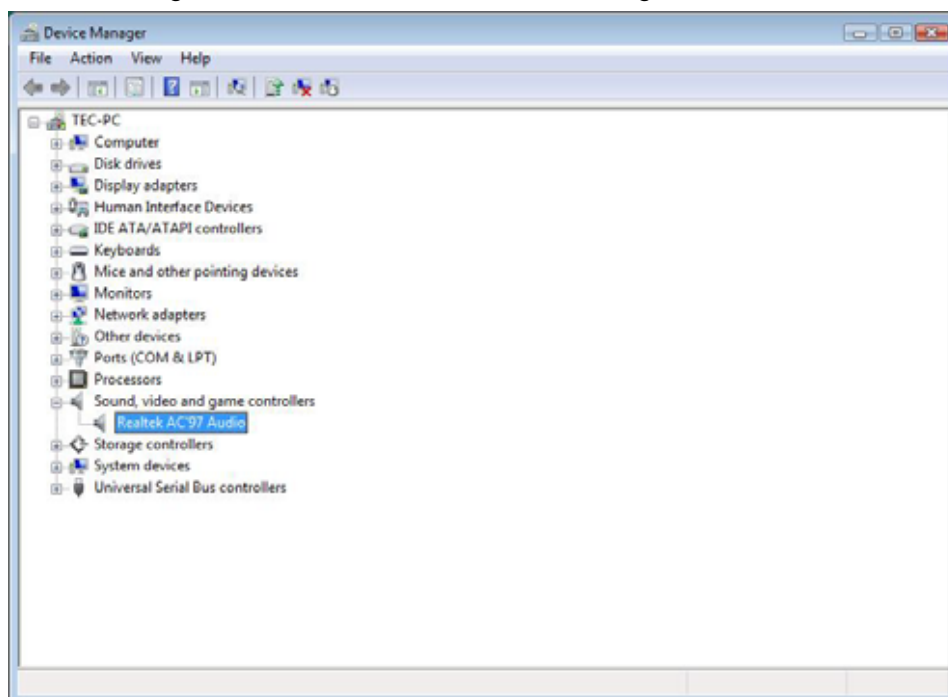 Device Manager
File Action View Help
TEC-PC
Computer
Disk drives
Display adapters
Human Interface Devices
IDE ATA/ATAPI controllers
Keyboards
Mice and other pointing devices
Monitors
Network adapters
Other devices
Ports (COM & LPT)
Processors
Sound, video and game controllers
Realtek AC'97 Audio
Storage controllers
System devices
Universal Serial Bus controllers